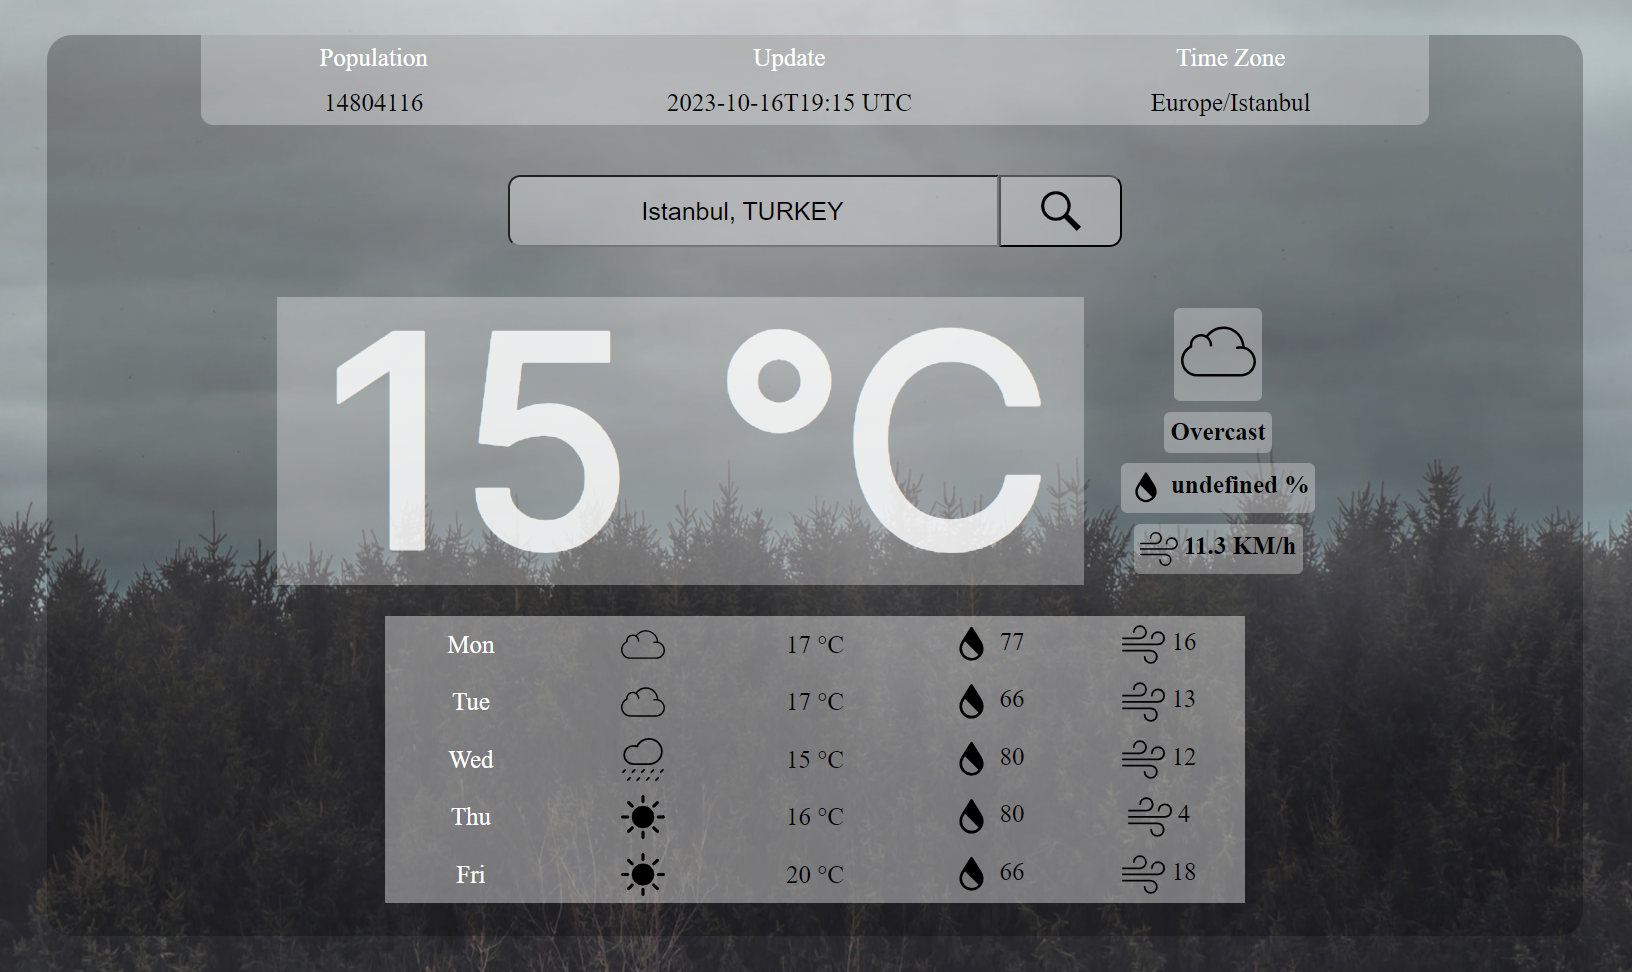 Population Update Time Zone
14804116 2023-10-16T19:15 UTC Europe/Istanbul
Istanbul, TURKEY
15 °C
Overcast
undefined %
11.3 KM/h
Mon 17 °C 77 16
Tue 17 °C 66 13
Wed 15 °C 80 12
Thu 16 °C 80 4
Fri 20 °C 66 18